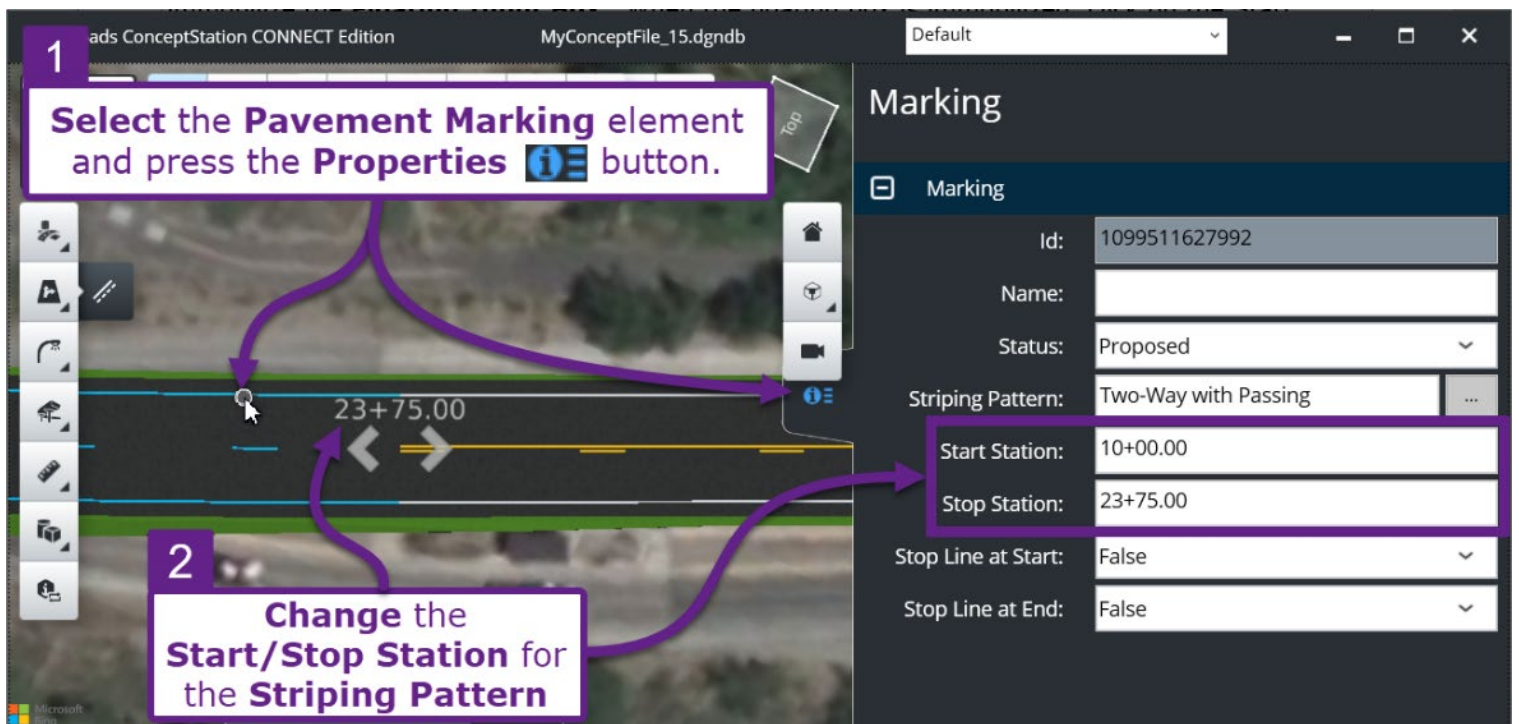 ads ConceptStation CONNECT Edition
MyConceptFile_15.dgndb
Default
1
Select the Pavement Marking element
and press the Properties button.
Top
23+75.00
2
Change the
Start/Stop Station for
the Striping Pattern
Microsoft
Bing
Marking
Marking
Id: 1099511627992
Name:
Status: Proposed
Striping Pattern: Two-Way with Passing ...
Start Station: 10+00.00
Stop Station: 23+75.00
Stop Line at Start: False
Stop Line at End: False